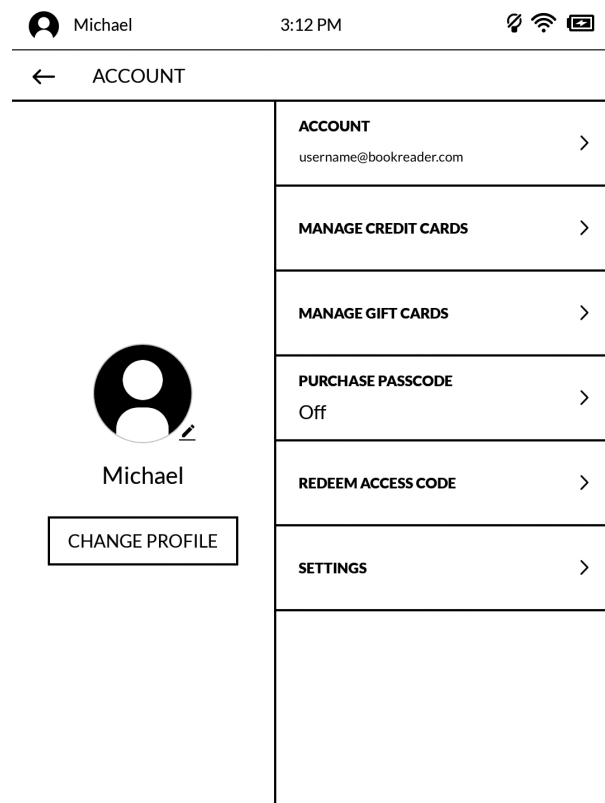 Michael
3:12 PM
ACCOUNT
ACCOUNT
username@bookreader.com
MANAGE CREDIT CARDS
MANAGE GIFT CARDS
PURCHASE PASSCODE
Off
REDEEM ACCESS CODE
SETTINGS
Michael
CHANGE PROFILE